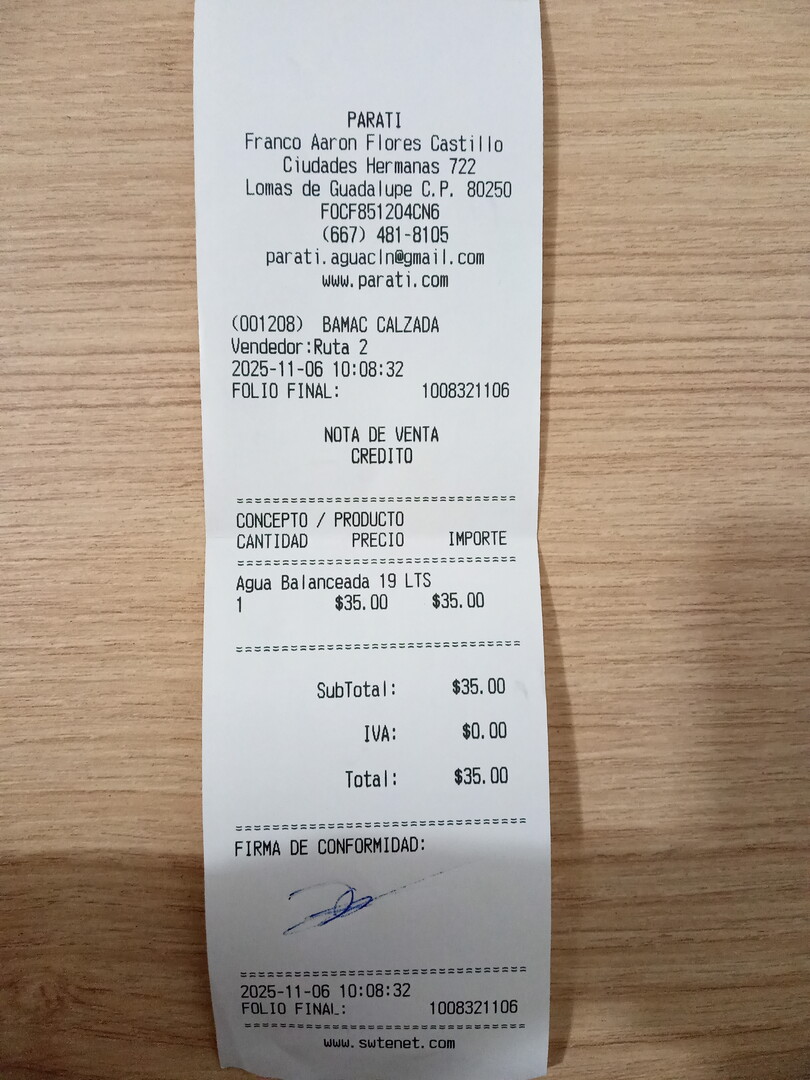 PARATI
Franco Aaron Flores Castillo
Ciudades Hermanas 722
Lomas de Guadalupe C.P. 80250
FOCF851204CN6
(667) 481-8105
parati.aguacln@gmail.com
www.parati.com
(001208) BAMAC CALZADA
Vendedor:Ruta 2
2025-11-06 10:08:32
FOLIO FINAL: 1008321106
NOTA DE VENTA
CREDITO
================================
CONCEPTO / PRODUCTO
CANTIDAD PRECIO IMPORTE
================================
Agua Balanceada 19 LTS
1 $35.00 $35.00
================================
SubTotal: $35.00
IVA: $0.00
Total: $35.00
================================
FIRMA DE CONFORMIDAD:
================================
2025-11-06 10:08:32
FOLIO FINAL: 1008321106
================================
www.swtenet.com